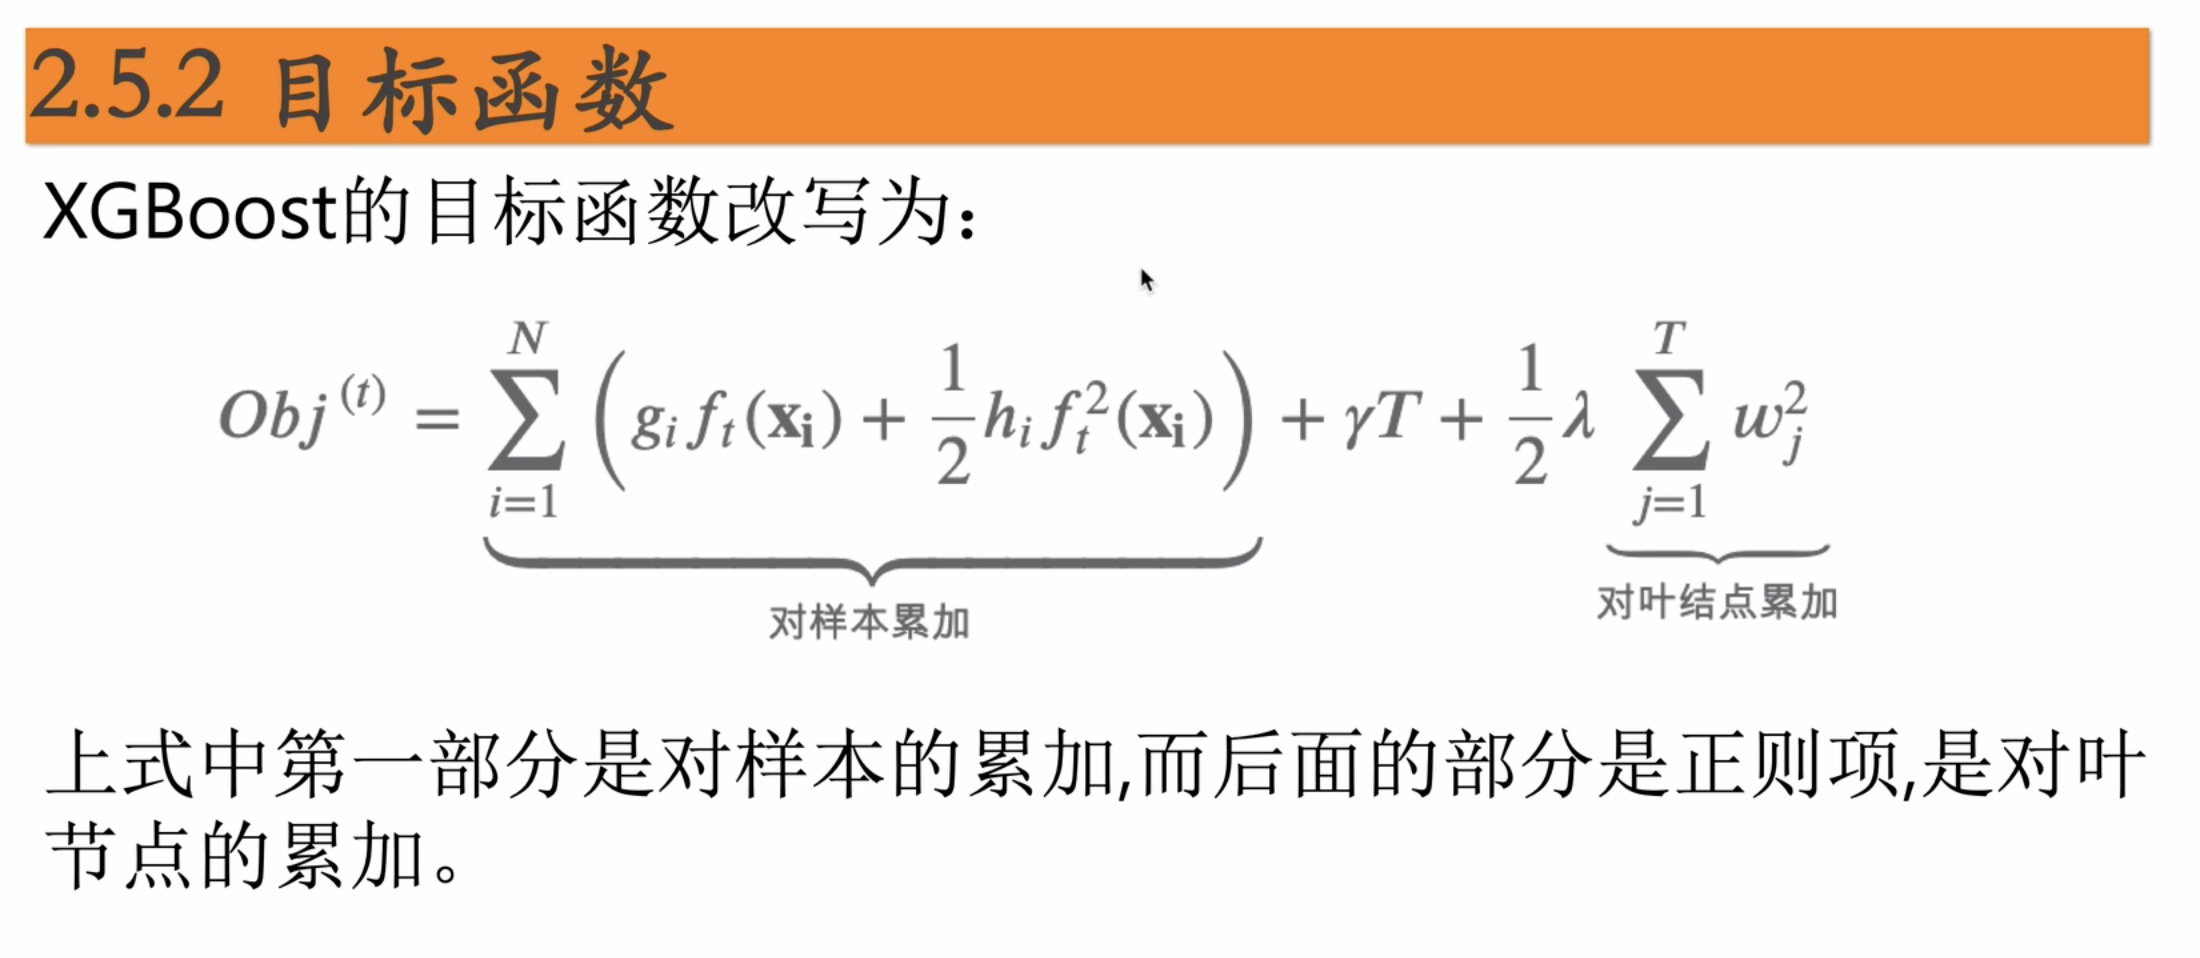 2.5.2 目标函数
XGBoost的目标函数改写为：
Obj^{(t)} = \sum_{i=1}^{N} \left( g_i f_t(\mathbf{x_i}) + \frac{1}{2} h_i f_t^2(\mathbf{x_i}) \right) + \gamma T + \frac{1}{2} \lambda \sum_{j=1}^{T} w_j^2
对样本累加
对叶结点累加
上式中第一部分是对样本的累加,而后面的部分是正则项,是对叶
节点的累加。